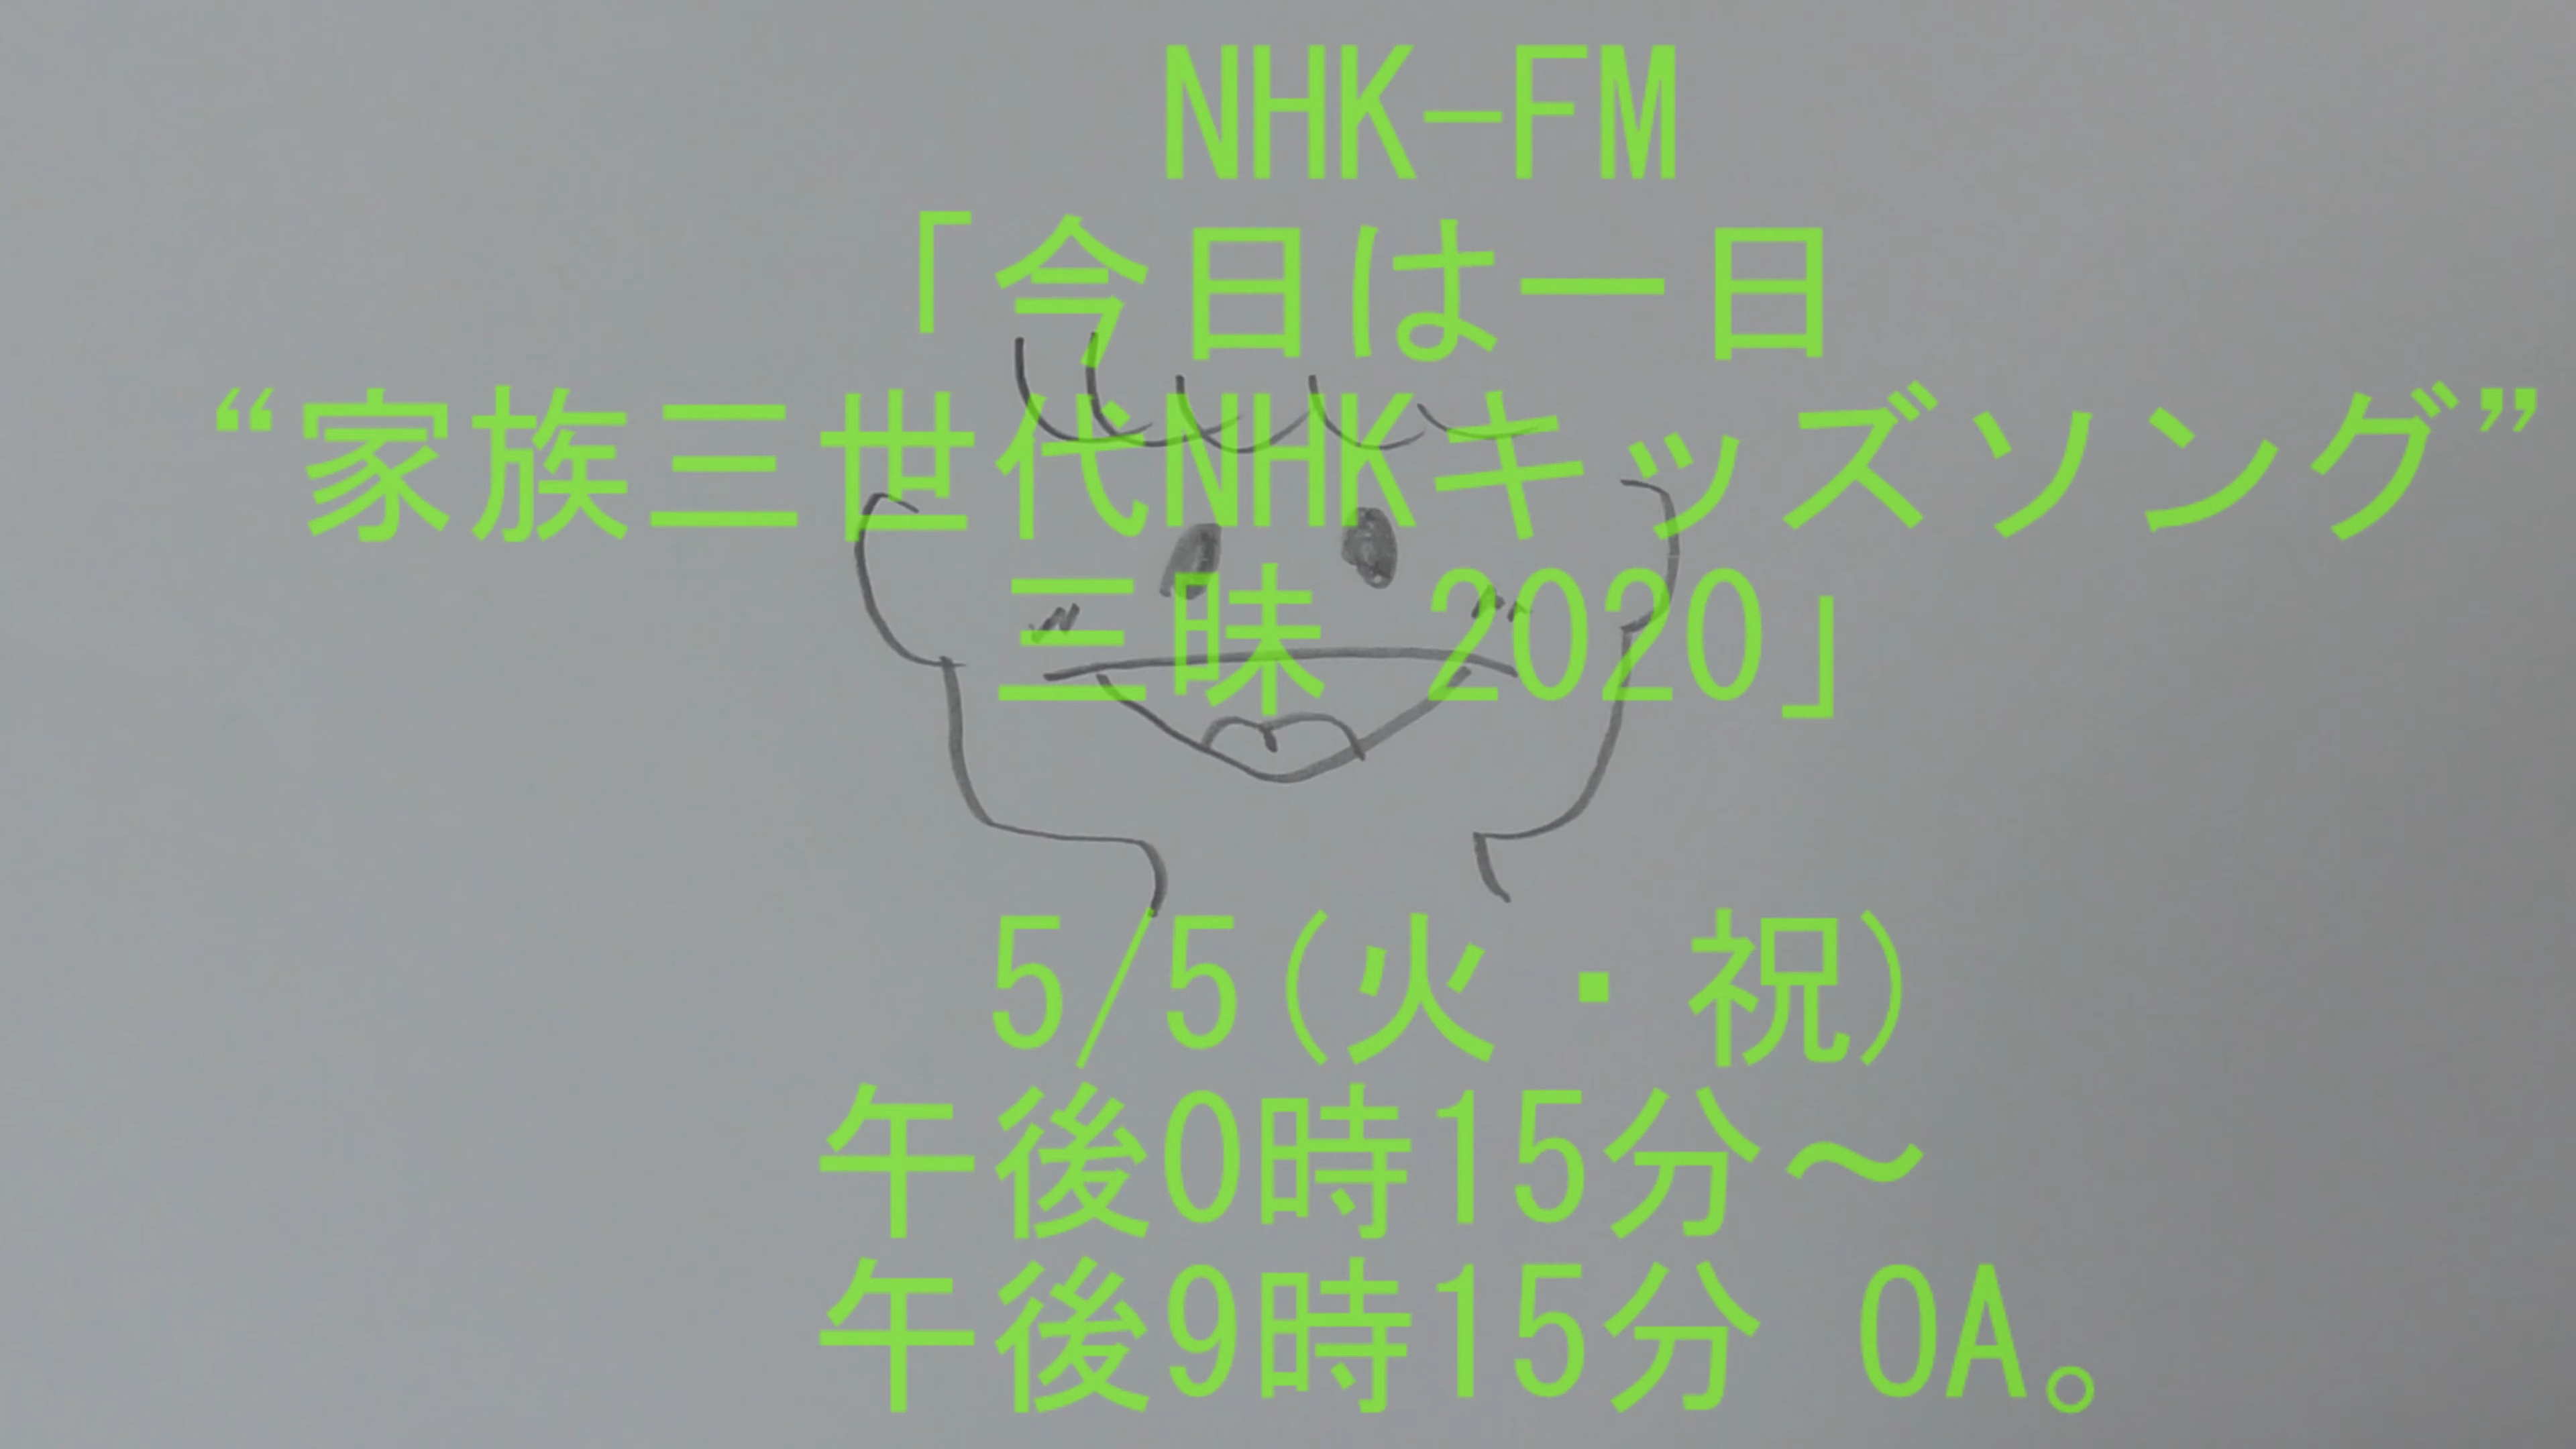 NHK-FM
「今日は一日
“家族三世代NHKキッズソング”
三昧 2020」
5/5(火・祝)
午後0時15分～
午後9時15分 OA。